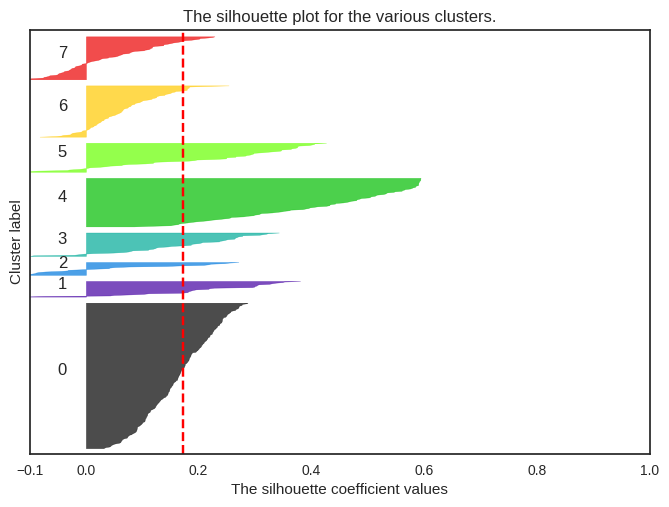 The silhouette plot for the various clusters.
7
6
5
4
3
2
1
0
Cluster label
−0.1 0.0 0.2 0.4 0.6 0.8 1.0
The silhouette coefficient values